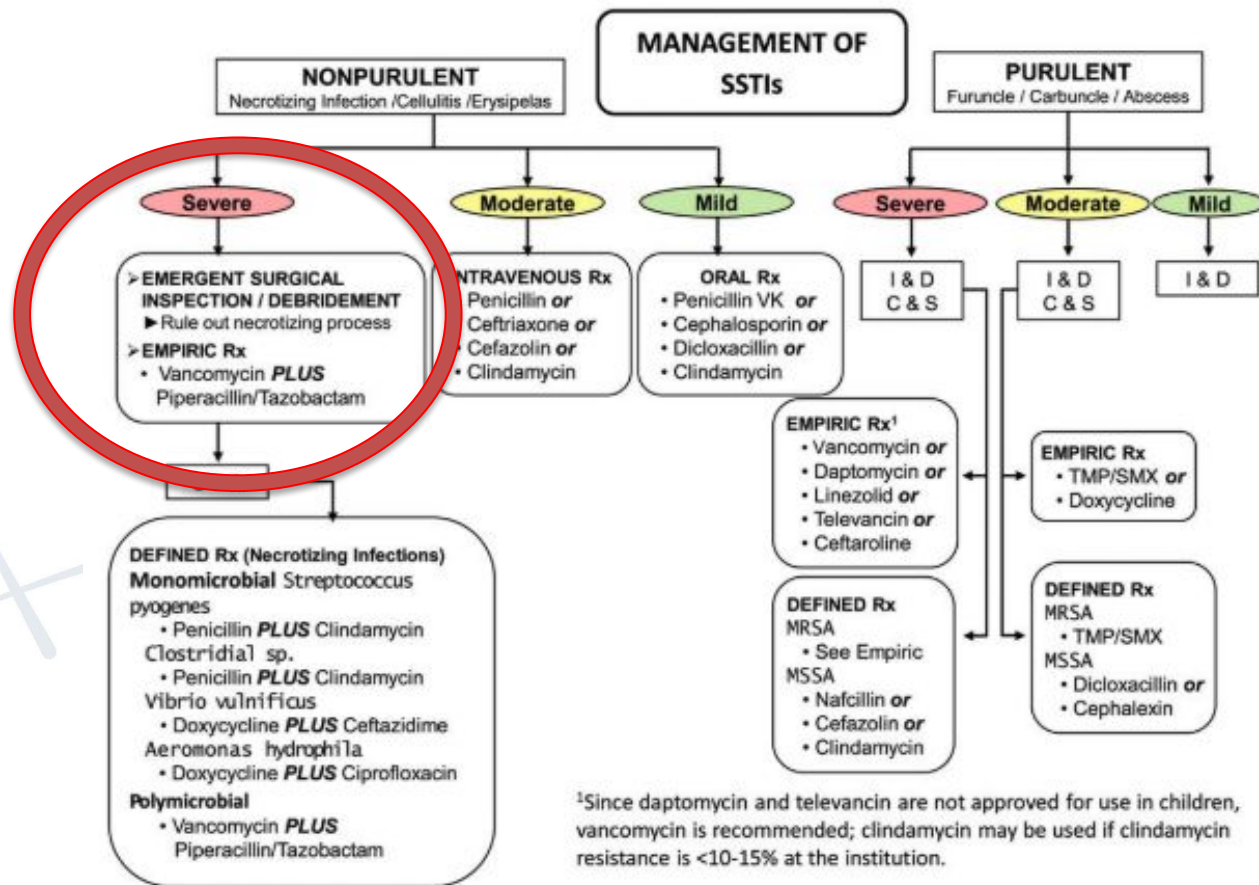 MANAGEMENT OF
SSTIs
NONPURULENT
Necrotizing Infection /Cellulitis /Erysipelas
PURULENT
Furuncle / Carbuncle / Abscess
Severe
Moderate
Mild
Severe
Moderate
Mild
➢EMERGENT SURGICAL
INSPECTION / DEBRIDEMENT
►Rule out necrotizing process
➢EMPIRIC Rx
• Vancomycin PLUS
Piperacillin/Tazobactam
NTRAVENOUS Rx
Penicillin or
Ceftriaxone or
• Cefazolin or
• Clindamycin
ORAL Rx
• Penicillin VK or
• Cephalosporin or
• Dicloxacillin or
• Clindamycin
I & D
C & S
I & D
C & S
I & D
EMPIRIC Rx¹
• Vancomycin or
• Daptomycin or
• Linezolid or
• Televancin or
• Ceftaroline
EMPIRIC Rx
• TMP/SMX or
• Doxycycline
DEFINED Rx (Necrotizing Infections)
Monomicrobial Streptococcus
pyogenes
• Penicillin PLUS Clindamycin
Clostridial sp.
• Penicillin PLUS Clindamycin
Vibrio vulnificus
• Doxycycline PLUS Ceftazidime
Aeromonas hydrophila
• Doxycycline PLUS Ciprofloxacin
Polymicrobial
• Vancomycin PLUS
Piperacillin/Tazobactam
DEFINED Rx
MRSA
• See Empiric
MSSA
• Nafcillin or
• Cefazolin or
• Clindamycin
DEFINED Rx
MRSA
• TMP/SMX
MSSA
• Dicloxacillin or
• Cephalexin
¹Since daptomycin and televancin are not approved for use in children,
vancomycin is recommended; clindamycin may be used if clindamycin
resistance is <10-15% at the institution.